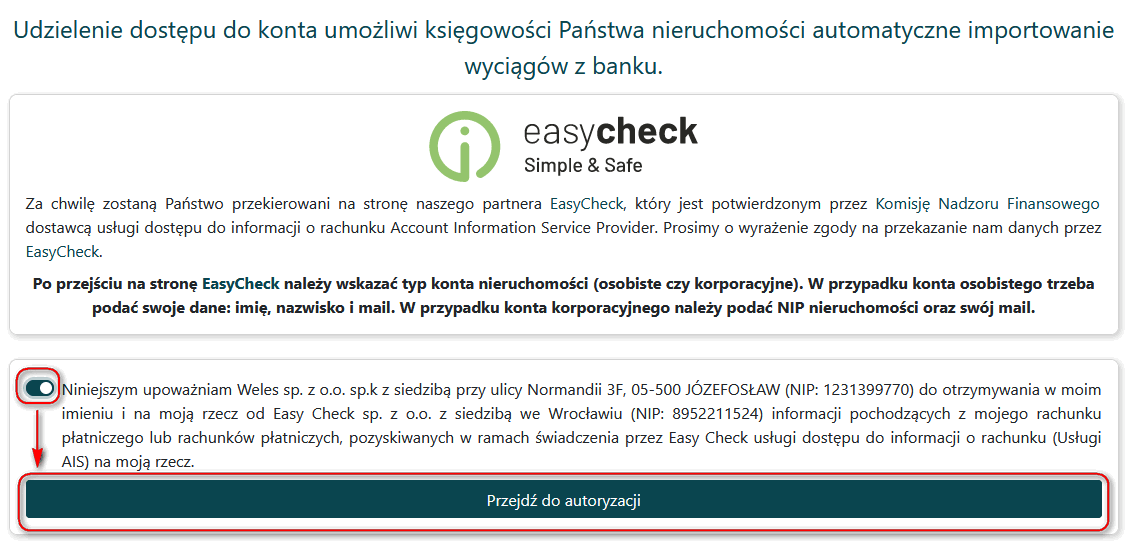 Udzielenie dostępu do konta umożliwi księgowości Państwa nieruchomości automatyczne importowanie
wyciągów z banku.
easycheck
Simple & Safe
Za chwilę zostaną Państwo przekierowani na stronę naszego partnera EasyCheck, który jest potwierdzonym przez Komisję Nadzoru Finansowego
dostawcą usługi dostępu do informacji o rachunku Account Information Service Provider. Prosimy o wyrażenie zgody na przekazanie nam danych przez
EasyCheck.
Po przejściu na stronę EasyCheck należy wskazać typ konta nieruchomości (osobiste czy korporacyjne). W przypadku konta osobistego trzeba
podać swoje dane: imię, nazwisko i mail. W przypadku konta korporacyjnego należy podać NIP nieruchomości oraz swój mail.
Niniejszym upoważniam Weles sp. z o.o. sp.k z siedzibą przy ulicy Normandii 3F, 05-500 JÓZEFOSŁAW (NIP: 1231399770) do otrzymywania w moim
imieniu i na moją rzecz od Easy Check sp. z o.o. z siedzibą we Wrocławiu (NIP: 8952211524) informacji pochodzących z mojego rachunku
płatniczego lub rachunków płatniczych, pozyskiwanych w ramach świadczenia przez Easy Check usługi dostępu do informacji o rachunku (Usługi
AIS) na moją rzecz.
Przejdź do autoryzacji